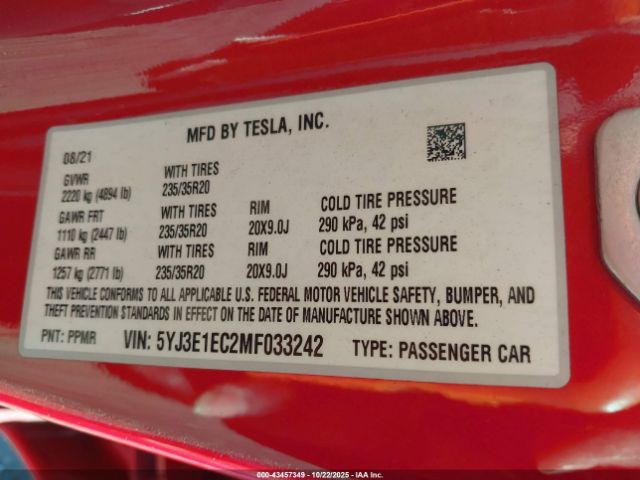 MFD BY TESLA, INC.
08/21
GVWR WITH TIRES
2220 kg (4894 lb) 235/35R20
GAWR FRT WITH TIRES RIM COLD TIRE PRESSURE
1110 kg (2447 lb) 235/35R20 20X9.0J 290 kPa, 42 psi
GAWR RR WITH TIRES RIM COLD TIRE PRESSURE
1257 kg (2771 lb) 235/35R20 20X9.0J 290 kPa, 42 psi
THIS VEHICLE CONFORMS TO ALL APPLICABLE U.S. FEDERAL MOTOR VEHICLE SAFETY, BUMPER, AND
THEFT PREVENTION STANDARDS IN EFFECT ON THE DATE OF MANUFACTURE SHOWN ABOVE.
PNT: PPMR VIN: 5YJ3E1EC2MF033242 TYPE: PASSENGER CAR
000-43457349 | 10/22/2025 | IAA Inc.